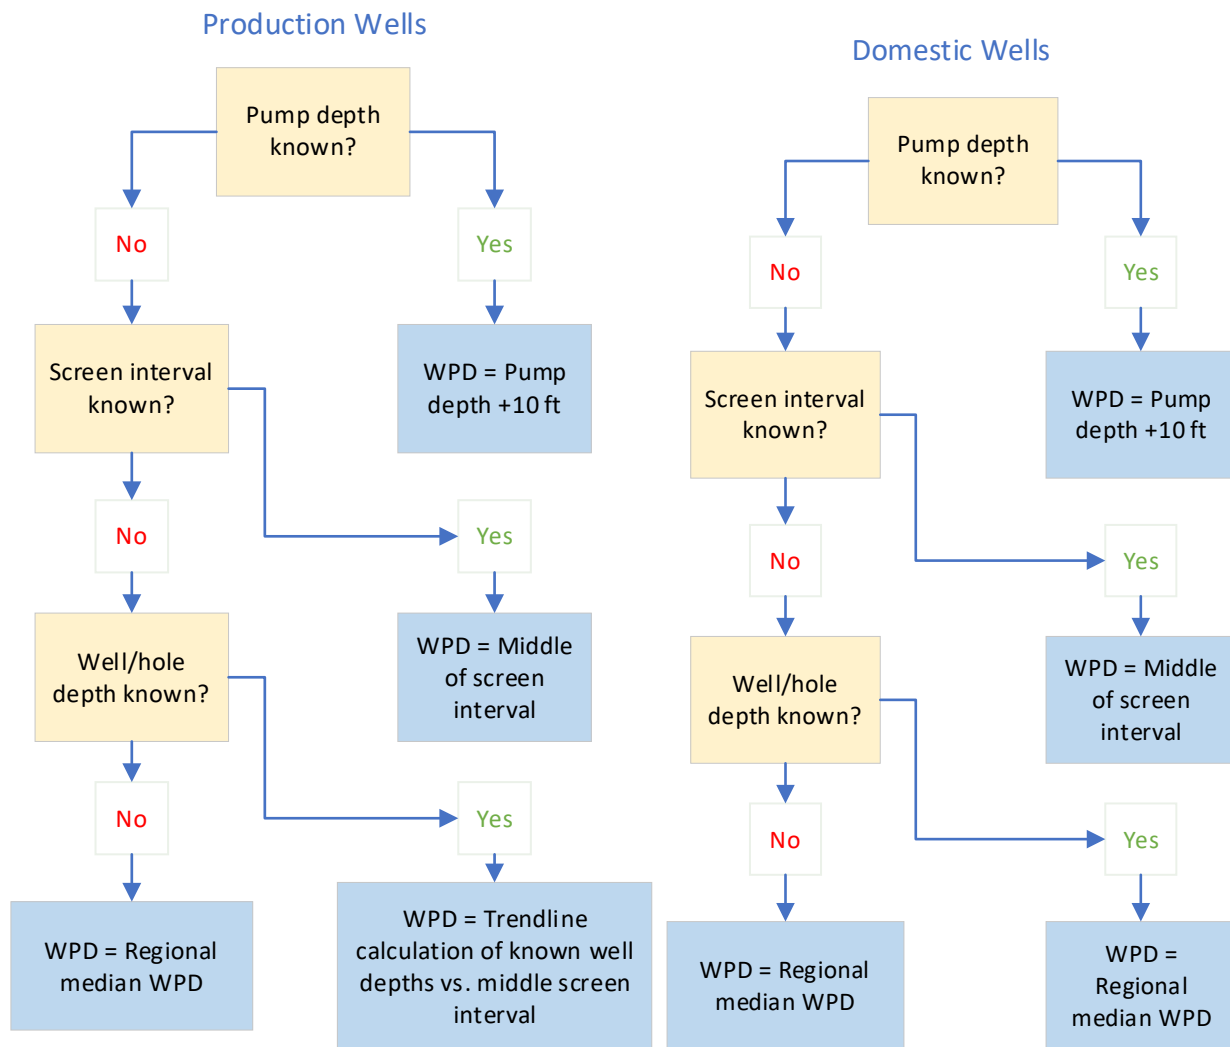 Production Wells
Pump depth
known?
No
Yes
Screen interval
known?
WPD = Pump
depth +10 ft
No
Yes
Well/hole
depth known?
WPD = Middle
of screen
interval
No
Yes
WPD = Regional
median WPD
WPD = Trendline
calculation of known well
depths vs. middle screen
interval
Domestic Wells
Pump depth
known?
No
Yes
Screen interval
known?
WPD = Pump
depth +10 ft
No
Yes
Well/hole
depth known?
WPD = Middle
of screen
interval
No
Yes
WPD = Regional
median WPD
WPD =
Regional
median WPD